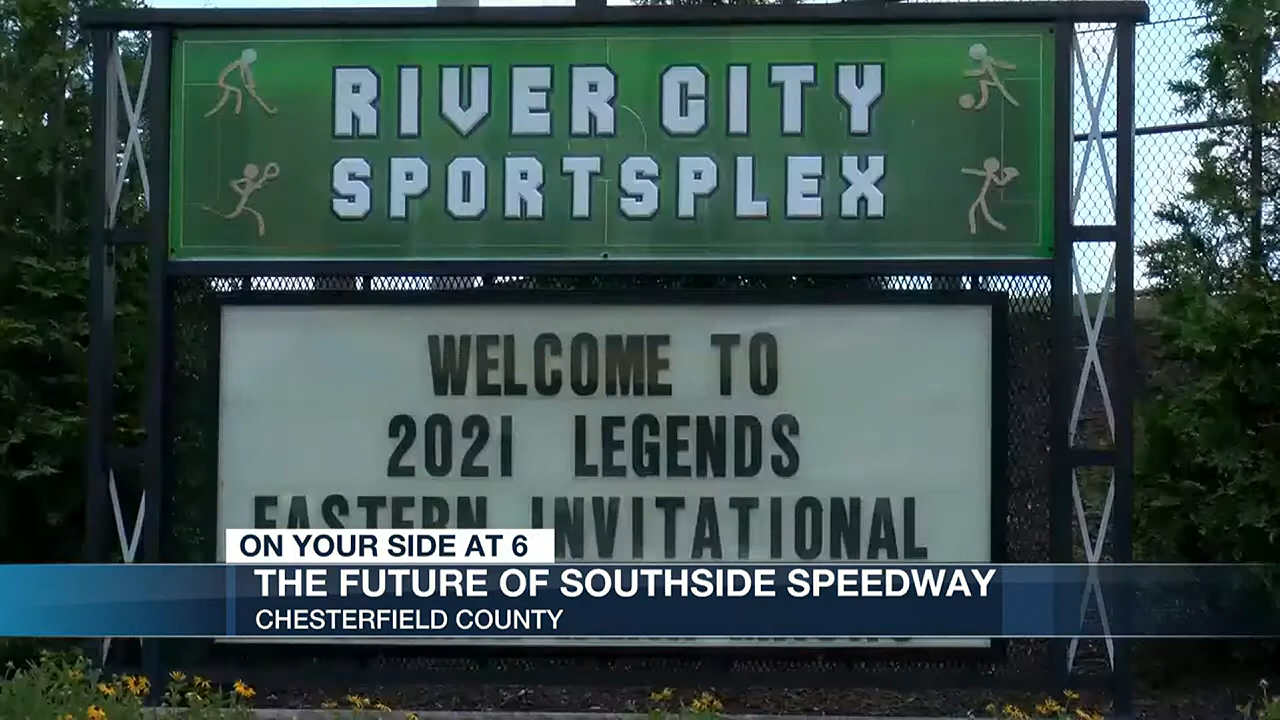 RIVER CITY
SPORTSPLEX
WELCOME TO
2021 LEGENDS
EASTERN INVITATIONAL
ON YOUR SIDE AT 6
THE FUTURE OF SOUTHSIDE SPEEDWAY
CHESTERFIELD COUNTY